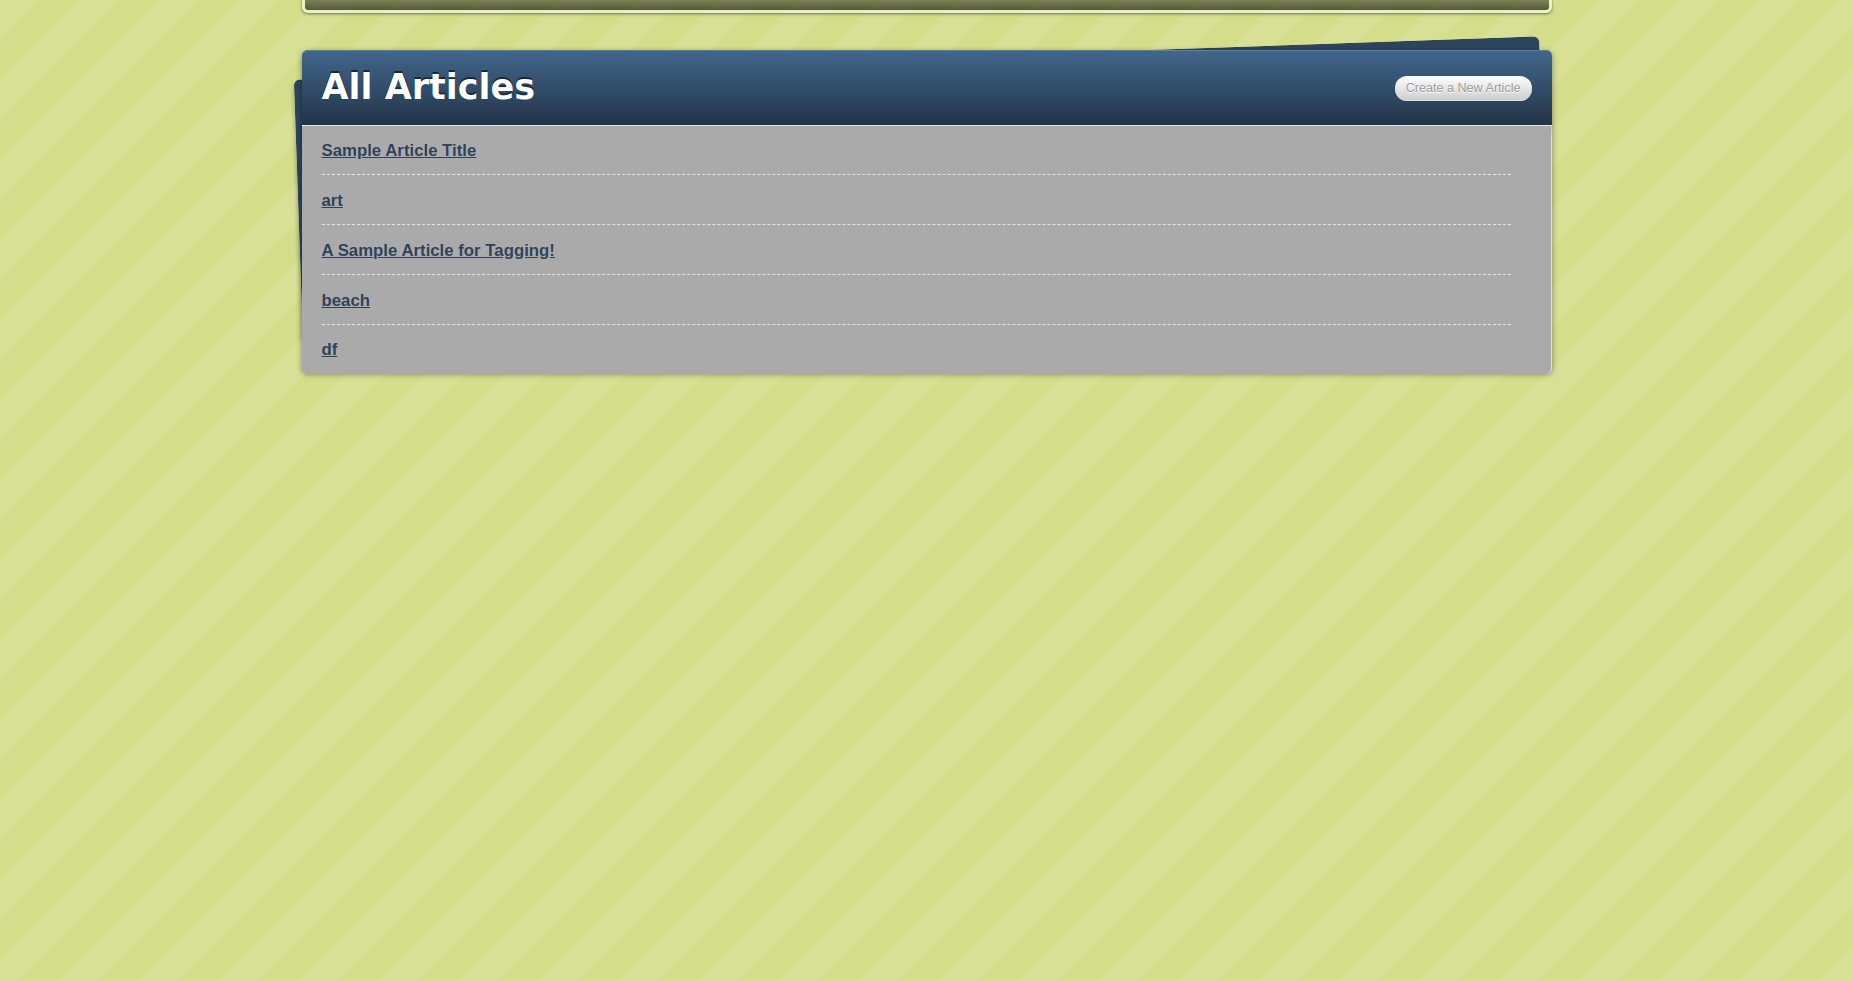 All Articles
Create a New Article
Sample Article Title
art
A Sample Article for Tagging!
beach
df